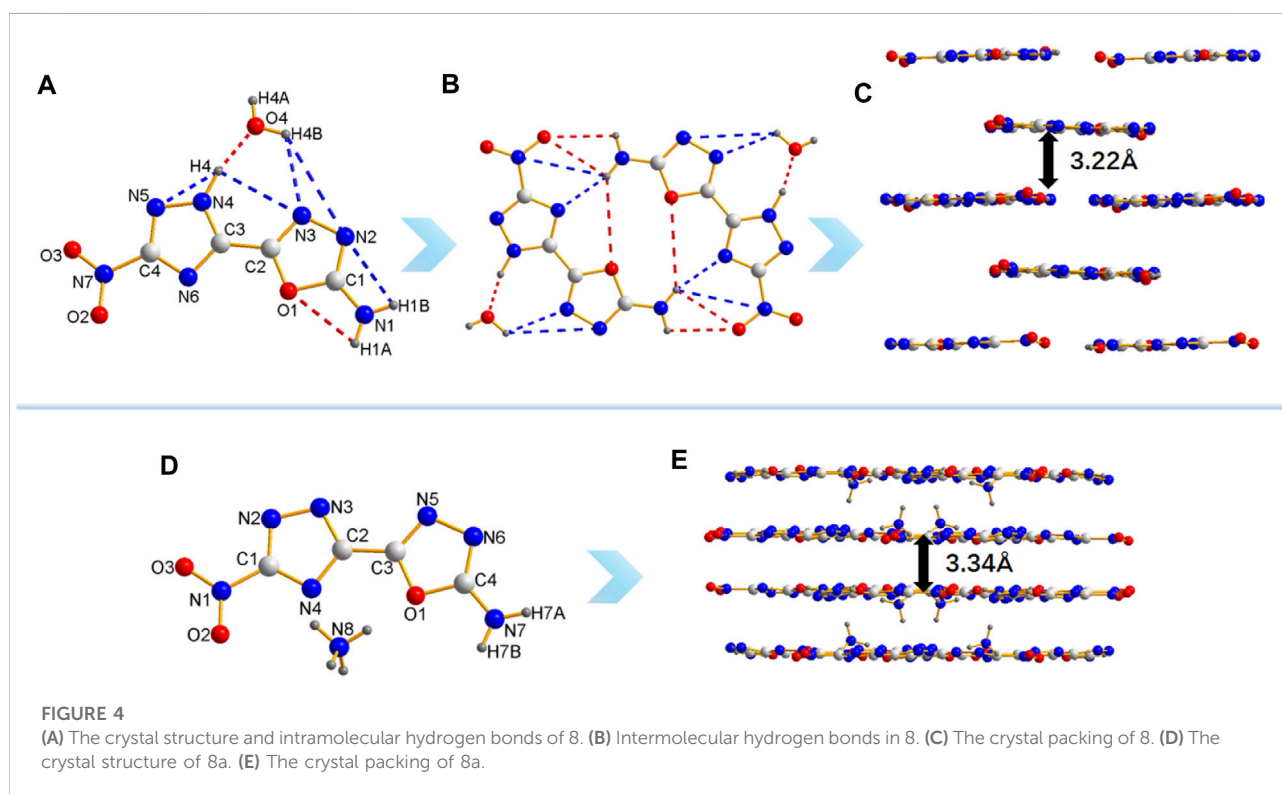 A
H4A
O4
H4B
H4
N5
N4
N3
N2
C3
O3
C4
C2
C1
N7
N6
O1
H1B
O2
N1
H1A
B
C
3.22Å
D
N3
N5
N2
C2
N6
C1
C3
C4
O3
N1
N4
O1
H7A
O2
N8
N7
H7B
E
3.34Å
FIGURE 4
(A) The crystal structure and intramolecular hydrogen bonds of 8. (B) Intermolecular hydrogen bonds in 8. (C) The crystal packing of 8. (D) The
crystal structure of 8a. (E) The crystal packing of 8a.